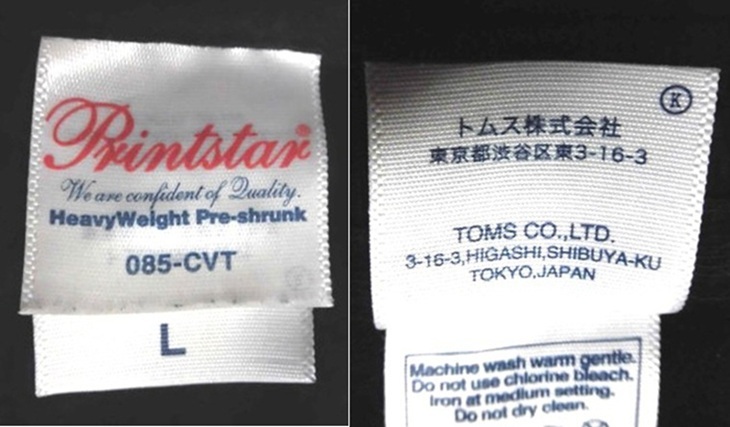 Printstar®
We are confident of Quality.
HeavyWeight Pre-shrunk
085-CVT
L
K
トムス株式会社
東京都渋谷区東3-16-3
TOMS CO.,LTD.
3-16-3,HIGASHI,SHIBUYA-KU
TOKYO,JAPAN
Machine wash warm gentle.
Do not use chlorine bleach.
Iron at medium setting.
Do not dry clean.